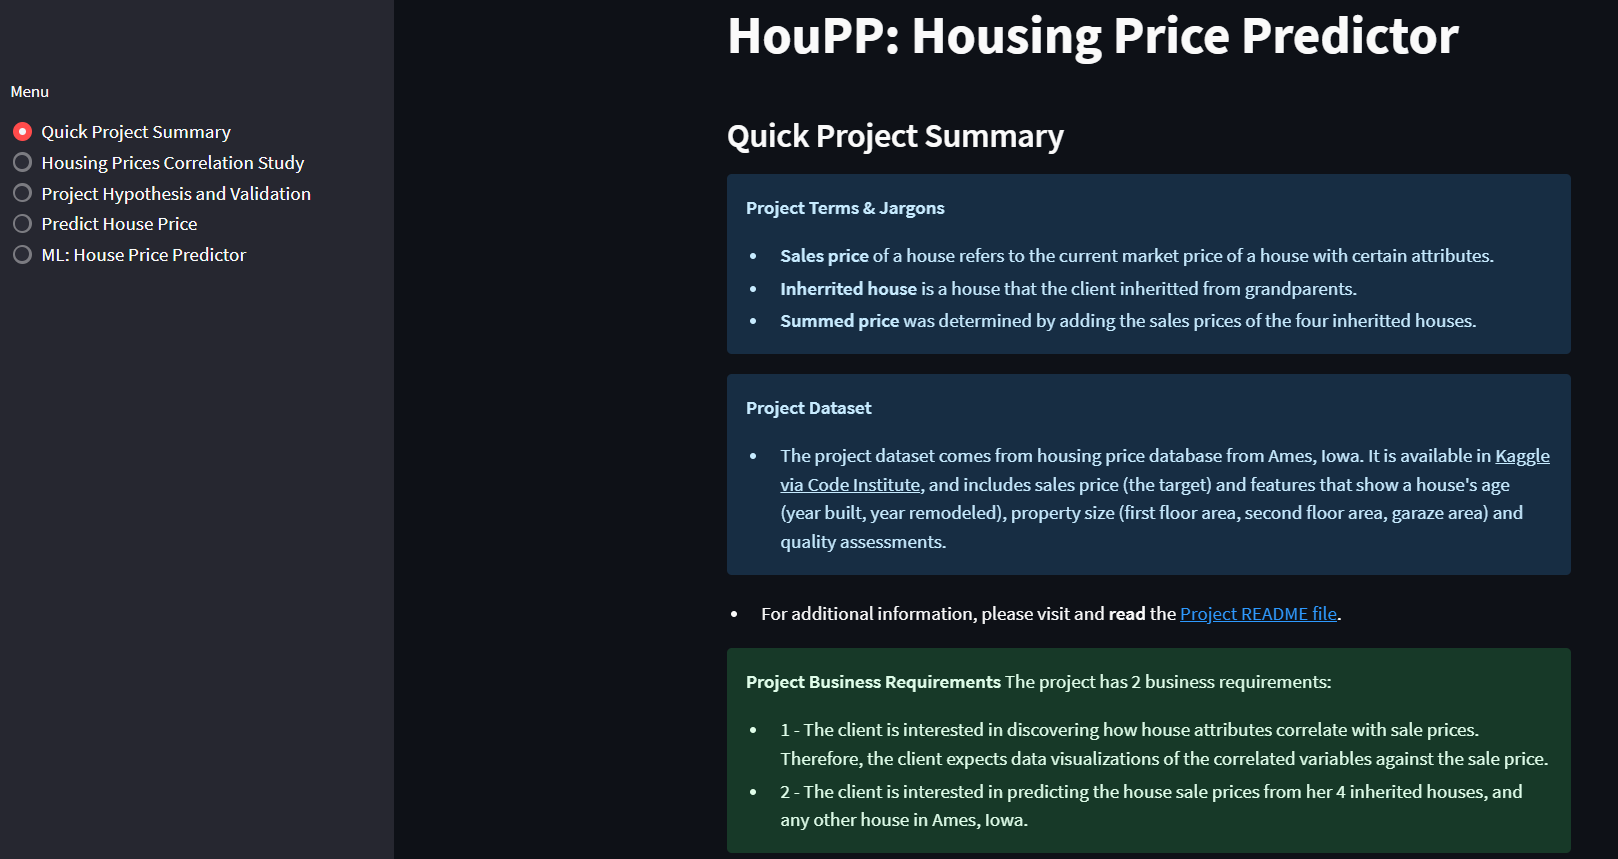 Menu
Quick Project Summary
Housing Prices Correlation Study
Project Hypothesis and Validation
Predict House Price
ML: House Price Predictor
HouPP: Housing Price Predictor
Quick Project Summary
Project Terms & Jargons
• Sales price of a house refers to the current market price of a house with certain attributes.
• Inherrited house is a house that the client inheritted from grandparents.
• Summed price was determined by adding the sales prices of the four inheritted houses.
Project Dataset
• The project dataset comes from housing price database from Ames, Iowa. It is available in Kaggle
via Code Institute, and includes sales price (the target) and features that show a house's age
(year built, year remodeled), property size (first floor area, second floor area, garaze area) and
quality assessments.
• For additional information, please visit and read the Project README file.
Project Business Requirements The project has 2 business requirements:
• 1 - The client is interested in discovering how house attributes correlate with sale prices.
Therefore, the client expects data visualizations of the correlated variables against the sale price.
• 2 - The client is interested in predicting the house sale prices from her 4 inherited houses, and
any other house in Ames, Iowa.